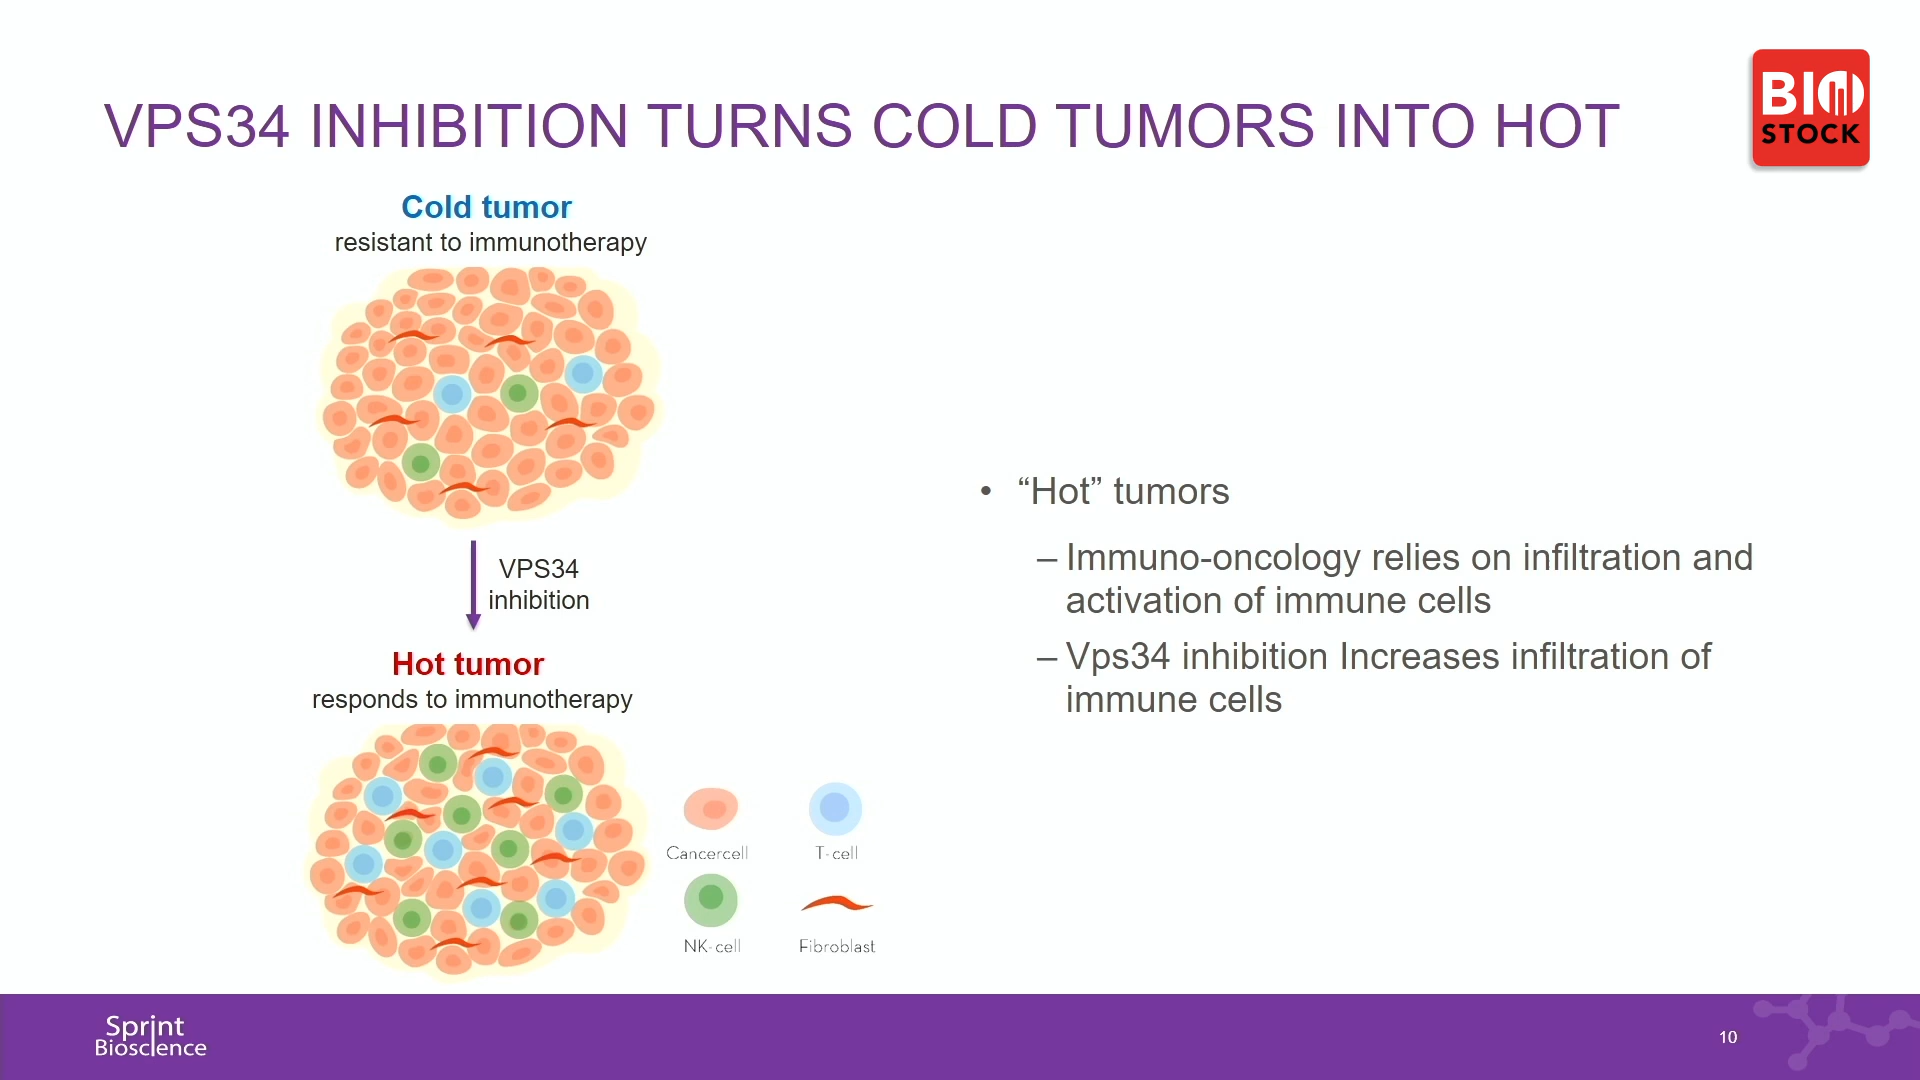 VPS34 INHIBITION TURNS COLD TUMORS INTO HOT
BIO
STOCK
Cold tumor
resistant to immunotherapy
VPS34
inhibition
Hot tumor
responds to immunotherapy
Cancercell
T-cell
NK-cell
Fibroblast
• “Hot” tumors
– Immuno-oncology relies on infiltration and
activation of immune cells
– Vps34 inhibition Increases infiltration of
immune cells
Sprint
Bioscience
10